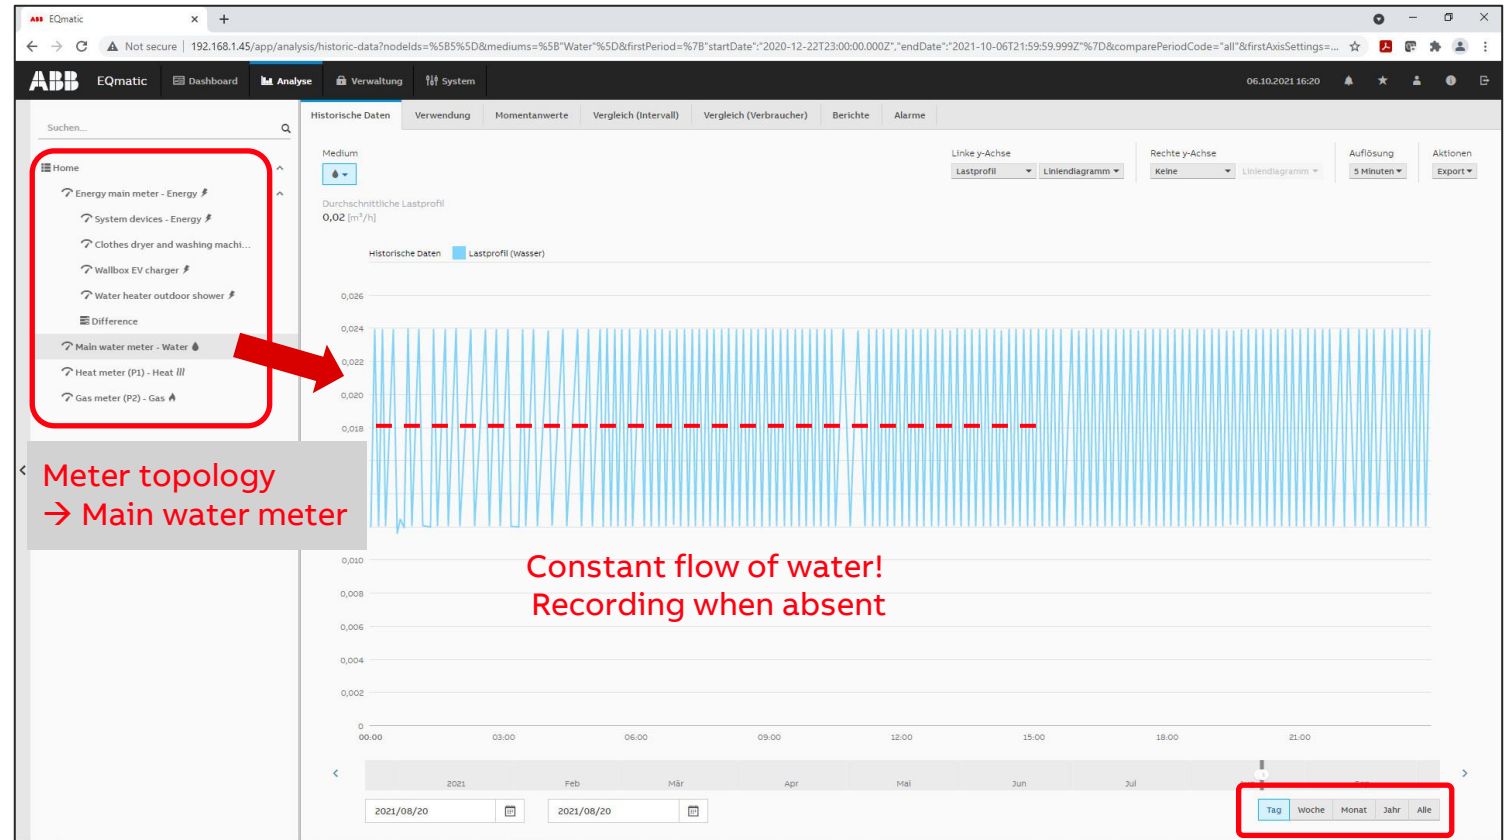 ABB EQmatic × +
Not secure | 192.168.1.45/app/analysis/historic-data?nodeIds=%5B5%5D&mediums=%5B"Water"%5D&firstPeriod=%7B"startDate":"2020-12-22T23:00:00.000Z","endDate":"2021-10-06T21:59:59.999Z"%7D&comparePeriodCode="all"&firstAxisSettings=...
ABB EQmatic Dashboard Analyse Verwaltung System 06.10.2021 16:20
Historische Daten Verwendung Momentanwerte Vergleich (Intervall) Vergleich (Verbraucher) Berichte Alarme
Suchen...
Home
Energy main meter - Energy
System devices - Energy
Clothes dryer and washing machi...
Wallbox EV charger
Water heater outdoor shower
Difference
Main water meter - Water
Heat meter (P1) - Heat
Gas meter (P2) - Gas
Meter topology
→ Main water meter
Medium Linke y-Achse Rechte y-Achse Auflösung Aktionen
Lastprofil Liniendiagramm Keine Liniendiagramm 5 Minuten Export
Durchschnittliche Lastprofil
0,02 [m³/h]
Historische Daten Lastprofil (Wasser)
0,026
0,024
0,022
0,020
0,018
0,010
0,008
0,006
0,004
0,002
0
Constant flow of water!
Recording when absent
00:00 03:00 06:00 09:00 12:00 15:00 18:00 21:00
2021 Feb Mär Apr Mai Jun Jul
2021/08/20 2021/08/20 Tag Woche Monat Jahr Alle